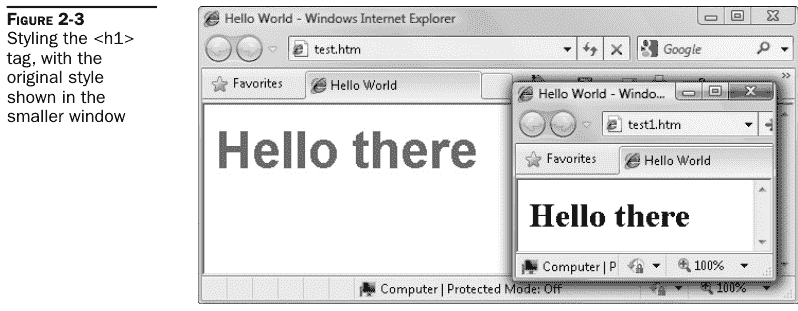 FIGURE 2-3
Styling the <h1>
tag, with the
original style
shown in the
smaller window
Hello World - Windows Internet Explorer
test.htm
Google
Favorites
Hello World
Hello there
Computer | Protected Mode: Off
100%
Hello World - Windo...
test1.htm
Favorites
Hello World
Hello there
Computer | P
100%